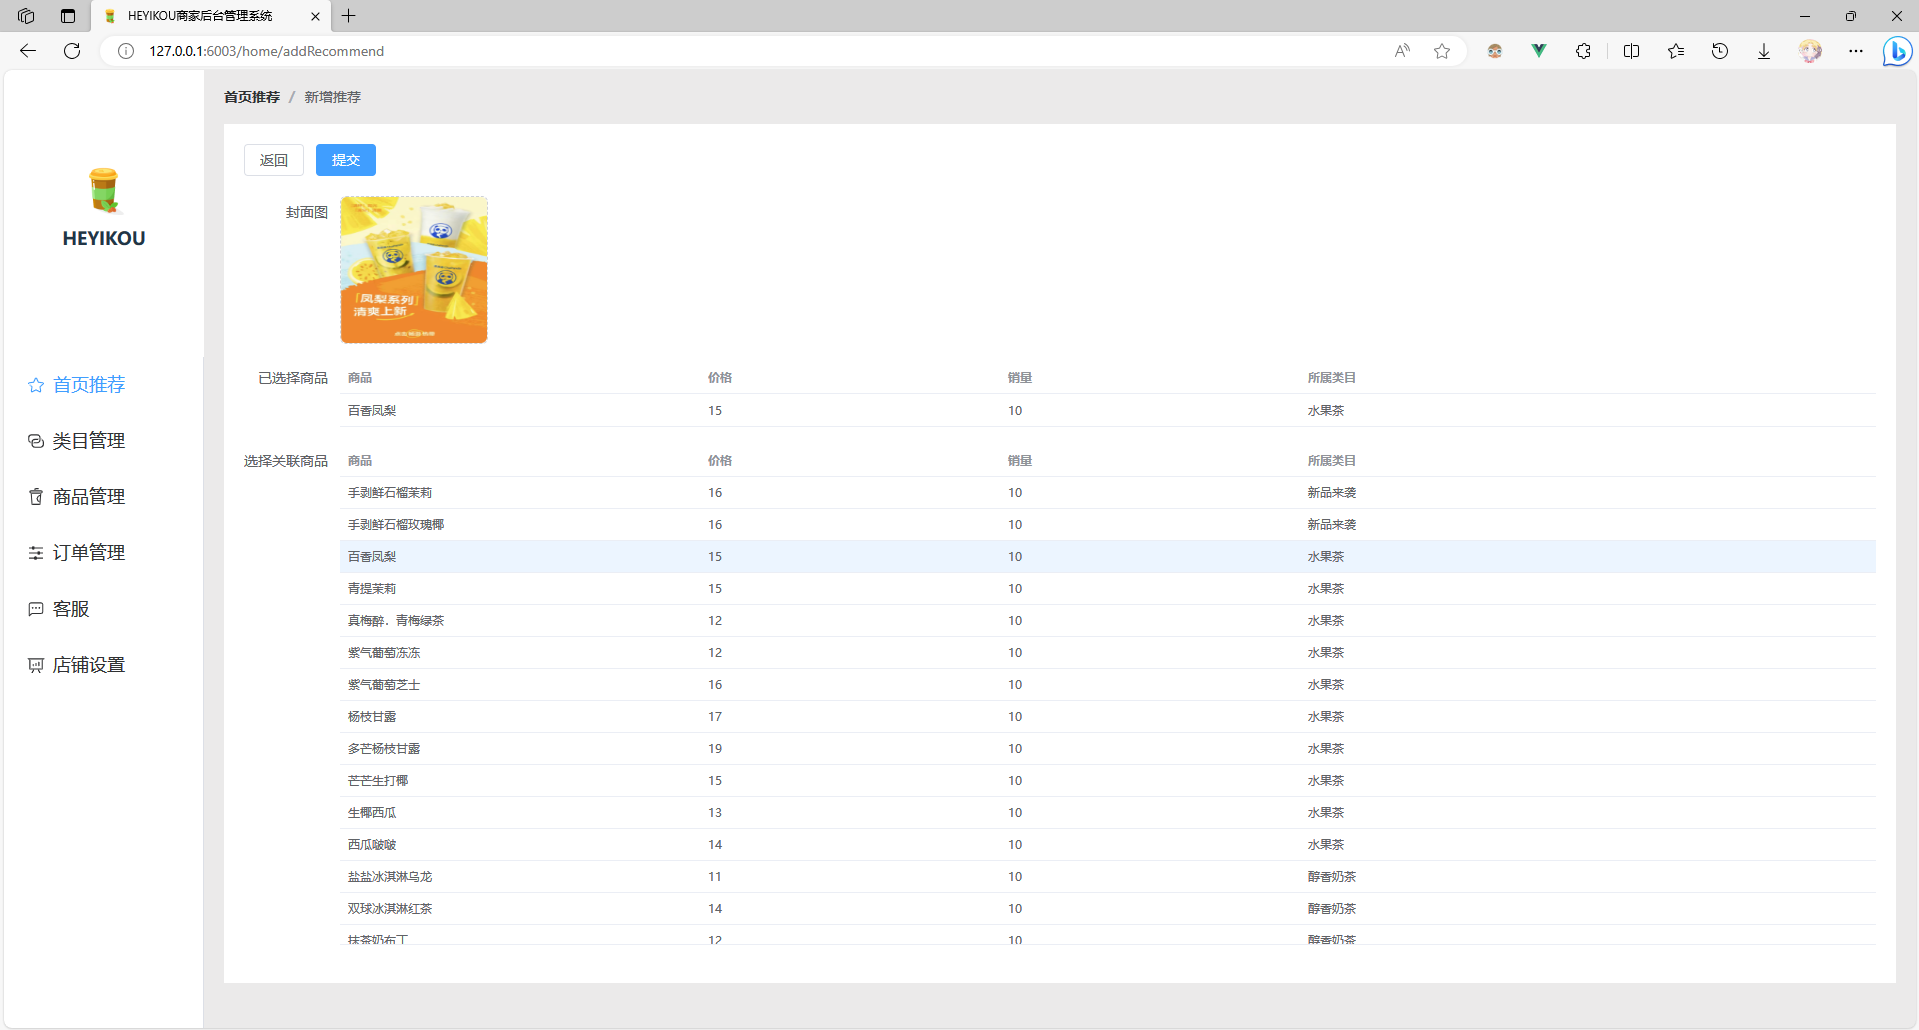 HEYIKOU商家后台管理系统
127.0.0.1:6003/home/addRecommend
首页推荐 / 新增推荐
HEYIKOU
首页推荐
类目管理
商品管理
订单管理
客服
店铺设置
返回 提交
封面图
「凤梨系列」
清爽上新
已选择商品 商品 价格 销量 所属类目
百香凤梨 15 10 水果茶
选择关联商品 商品 价格 销量 所属类目
手剥鲜石榴茉莉 16 10 新品来袭
手剥鲜石榴玫瑰椰 16 10 新品来袭
百香凤梨 15 10 水果茶
青提茉莉 15 10 水果茶
真梅醉．青梅绿茶 12 10 水果茶
紫气葡萄冻冻 12 10 水果茶
紫气葡萄芝士 16 10 水果茶
杨枝甘露 17 10 水果茶
多芒杨枝甘露 19 10 水果茶
芒芒生打椰 15 10 水果茶
生椰西瓜 13 10 水果茶
西瓜啵啵 14 10 水果茶
盐盐冰淇淋乌龙 11 10 醇香奶茶
双球冰淇淋红茶 14 10 醇香奶茶
抹茶奶布丁 12 10 醇香奶茶